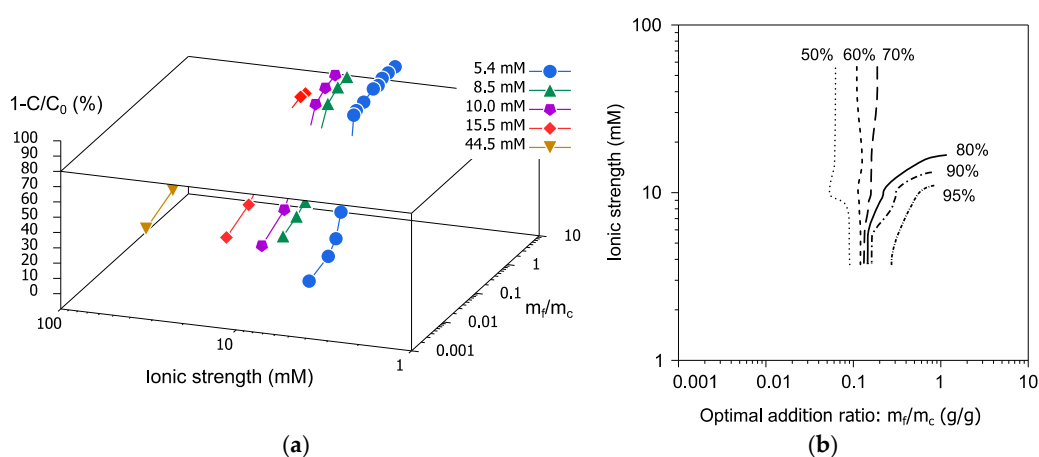 1-C/C0 (%)
100
90
80
70
60
50
40
30
20
10
0
100
10
1
Ionic strength (mM)
0.001
0.01
0.1
1
10
mf/mc
5.4 mM
8.5 mM
10.0 mM
15.5 mM
44.5 mM
(a)
100
10
1
Ionic strength (mM)
50% 60% 70%
80%
90%
95%
0.001 0.01 0.1 1 10
Optimal addition ratio: mf/mc (g/g)
(b)